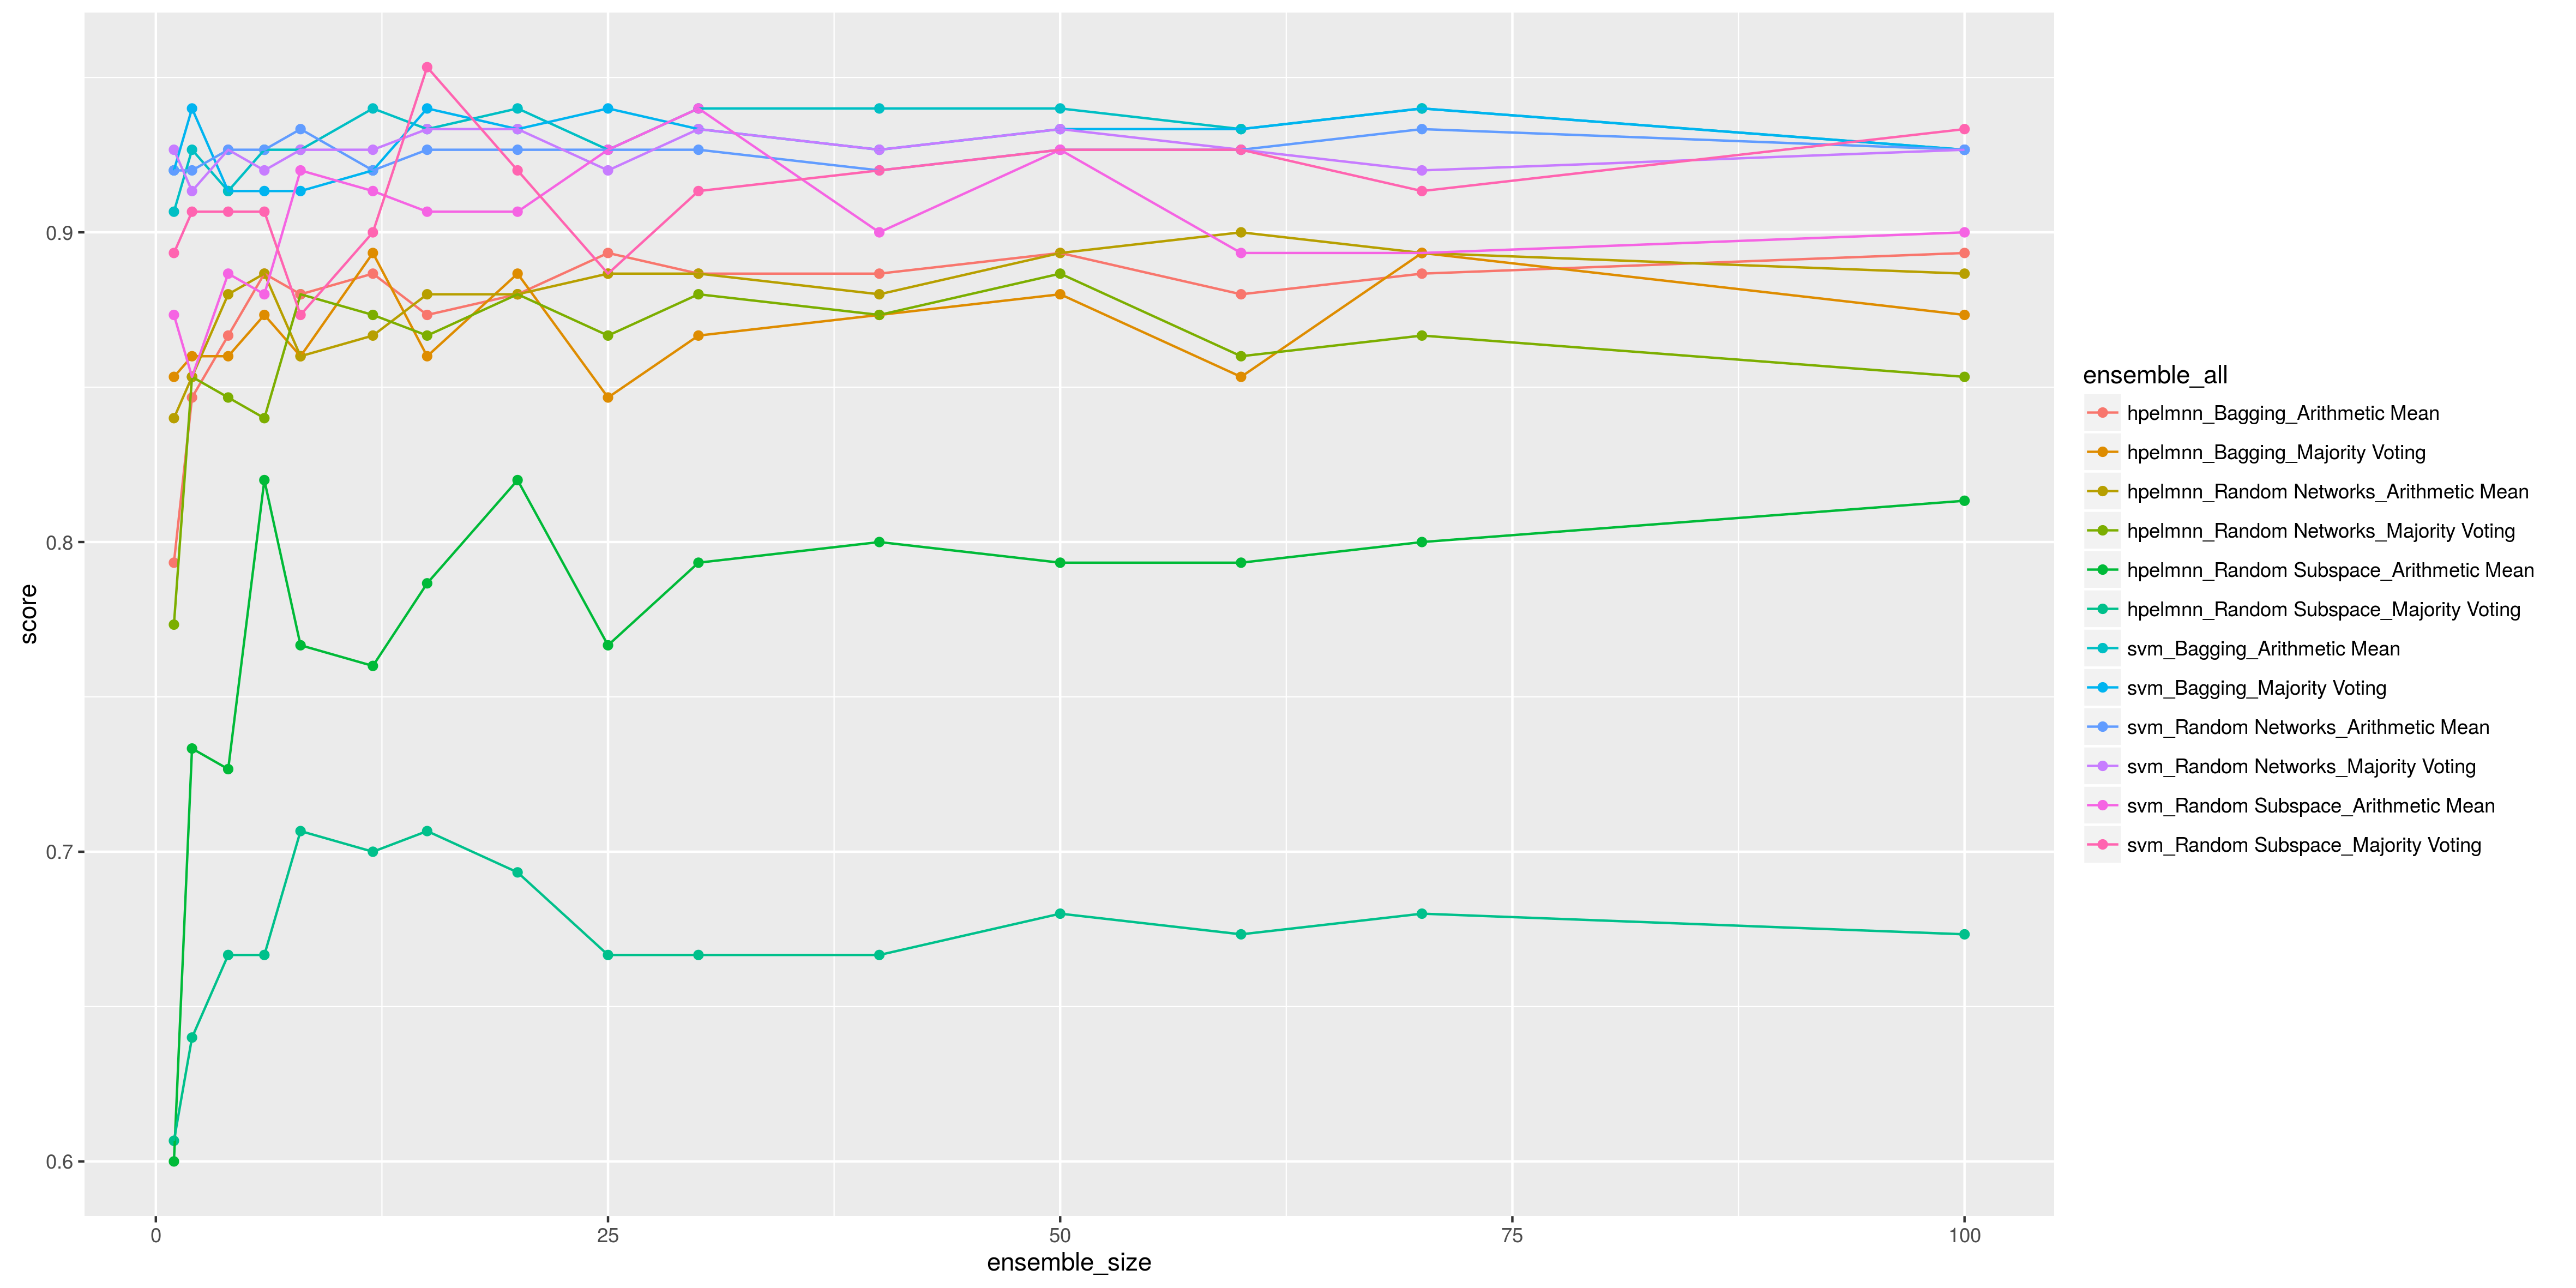 0.9
0.8
0.7
0.6
score
0
25
50
75
100
ensemble_size
ensemble_all
hpelmnn_Bagging_Arithmetic Mean
hpelmnn_Bagging_Majority Voting
hpelmnn_Random Networks_Arithmetic Mean
hpelmnn_Random Networks_Majority Voting
hpelmnn_Random Subspace_Arithmetic Mean
hpelmnn_Random Subspace_Majority Voting
svm_Bagging_Arithmetic Mean
svm_Bagging_Majority Voting
svm_Random Networks_Arithmetic Mean
svm_Random Networks_Majority Voting
svm_Random Subspace_Arithmetic Mean
svm_Random Subspace_Majority Voting